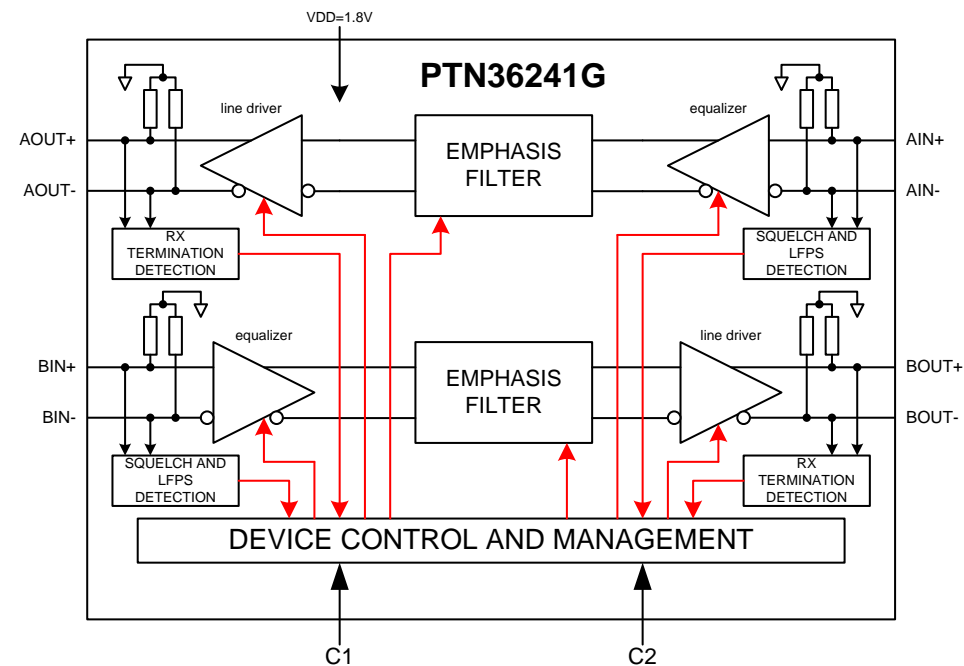 VDD=1.8V
PTN36241G
line driver
equalizer
AOUT+
AIN+
EMPHASIS
FILTER
AOUT-
AIN-
RX
TERMINATION
DETECTION
SQUELCH AND
LFPS
DETECTION
equalizer
line driver
BIN+
BOUT+
EMPHASIS
FILTER
BIN-
BOUT-
SQUELCH AND
LFPS
DETECTION
RX
TERMINATION
DETECTION
DEVICE CONTROL AND MANAGEMENT
C1
C2